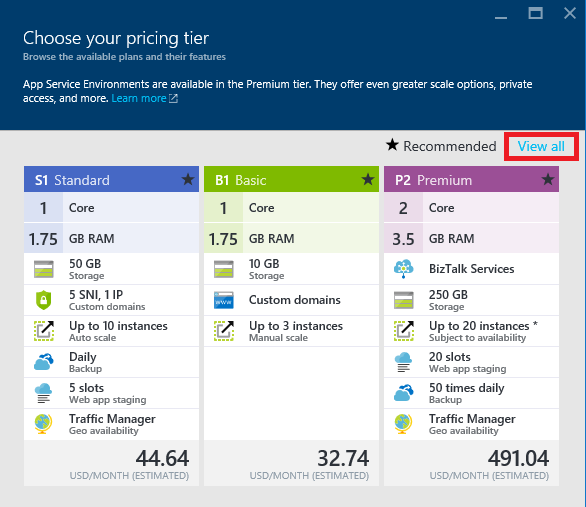 Choose your pricing tier
Browse the available plans and their features
App Service Environments are available in the Premium tier. They offer even greater scale options, private
access, and more. Learn more
Recommended View all
S1 Standard
1 Core
1.75 GB RAM
50 GB
Storage
5 SNI, 1 IP
Custom domains
Up to 10 instances
Auto scale
Daily
Backup
5 slots
Web app staging
Traffic Manager
Geo availability
44.64
USD/MONTH (ESTIMATED)
B1 Basic
1 Core
1.75 GB RAM
10 GB
Storage
www
Custom domains
Up to 3 instances
Manual scale
32.74
USD/MONTH (ESTIMATED)
P2 Premium
2 Core
3.5 GB RAM
BizTalk Services
250 GB
Storage
Up to 20 instances *
Subject to availability
20 slots
Web app staging
50 times daily
Backup
Traffic Manager
Geo availability
491.04
USD/MONTH (ESTIMATED)